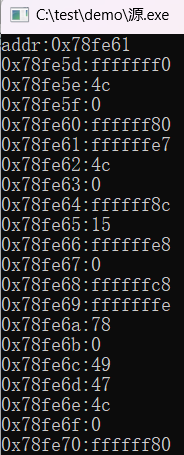 C:\test\demo\源.exe
addr:0x78fe61
0x78fe5d:fffffff0
0x78fe5e:4c
0x78fe5f:0
0x78fe60:ffffff80
0x78fe61:ffffffe7
0x78fe62:4c
0x78fe63:0
0x78fe64:ffffff8c
0x78fe65:15
0x78fe66:ffffffe8
0x78fe67:0
0x78fe68:ffffffc8
0x78fe69:fffffffe
0x78fe6a:78
0x78fe6b:0
0x78fe6c:49
0x78fe6d:47
0x78fe6e:4c
0x78fe6f:0
0x78fe70:ffffff80